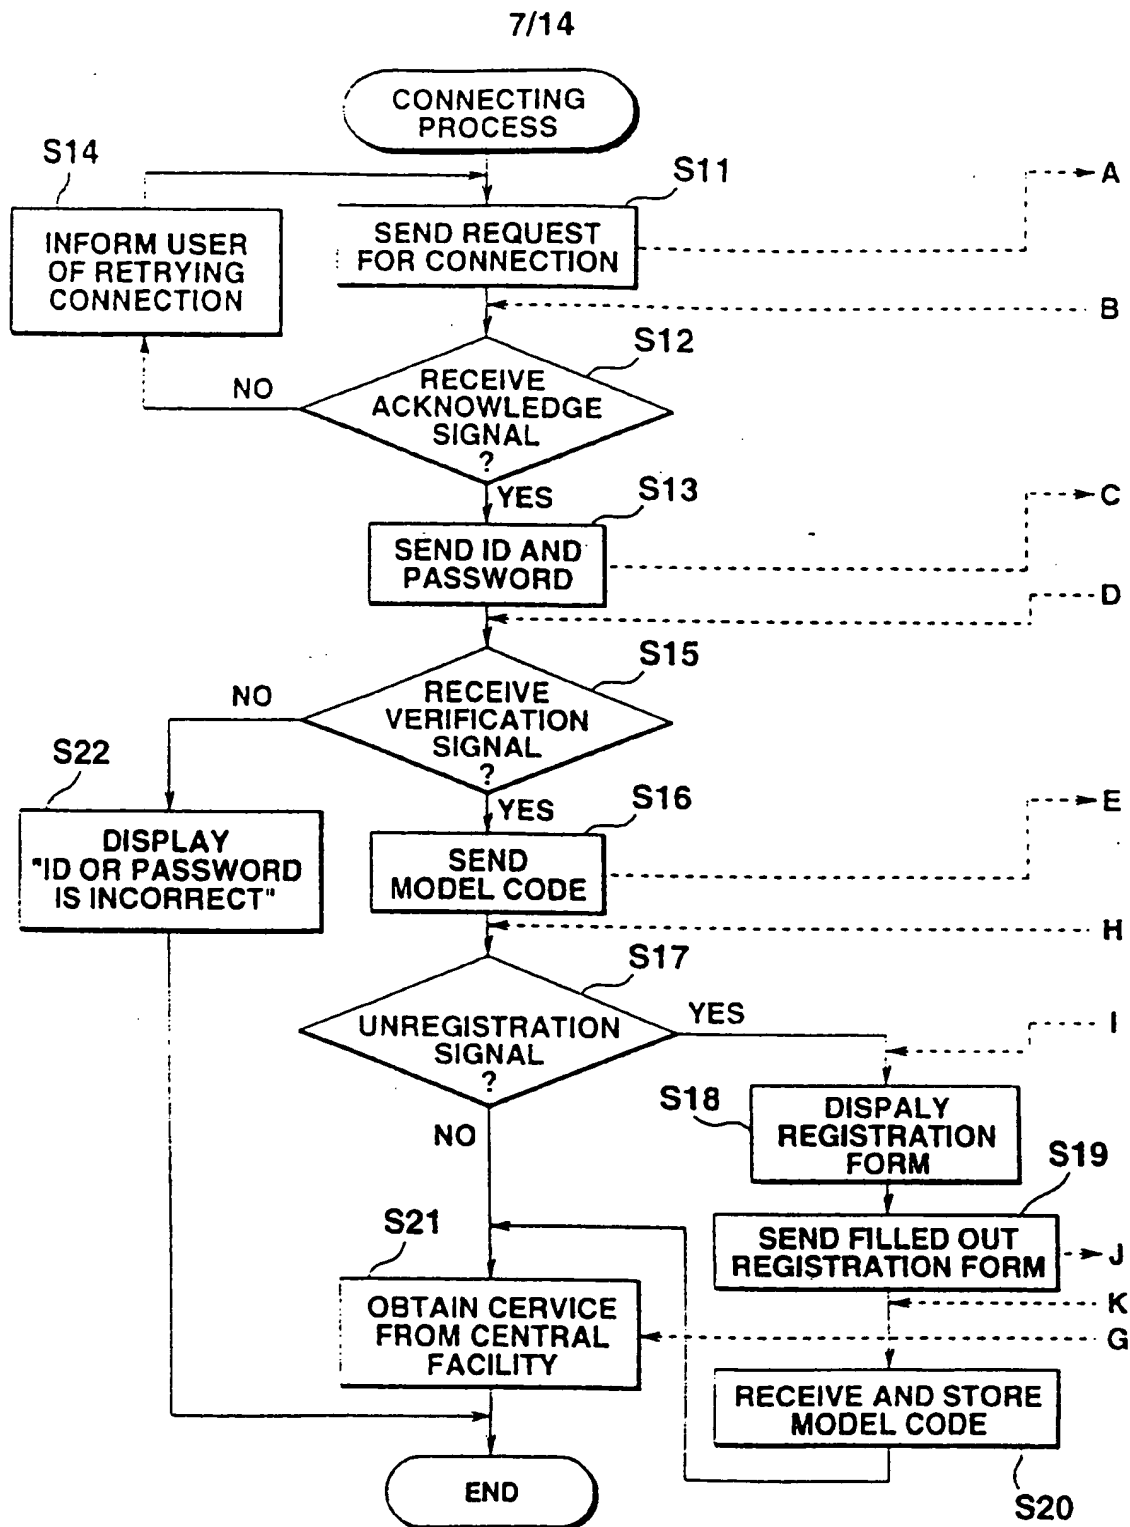 7/14
CONNECTING
PROCESS
S14
S11
A
INFORM USER
OF RETRYING
CONNECTION
SEND REQUEST
FOR CONNECTION
B
S12
NO
RECEIVE
ACKNOWLEDGE
SIGNAL
?
YES
S13
C
SEND ID AND
PASSWORD
D
S15
NO
RECEIVE
VERIFICATION
SIGNAL
?
S22
YES
S16
E
DISPLAY
"ID OR PASSWORD
IS INCORRECT"
SEND
MODEL CODE
H
S17
YES
UNREGISTRATION
SIGNAL
?
I
S18
DISPALY
REGISTRATION
FORM
NO
S19
S21
SEND FILLED OUT
REGISTRATION FORM
J
K
OBTAIN CERVICE
FROM CENTRAL
FACILITY
G
RECEIVE AND STORE
MODEL CODE
END
S20